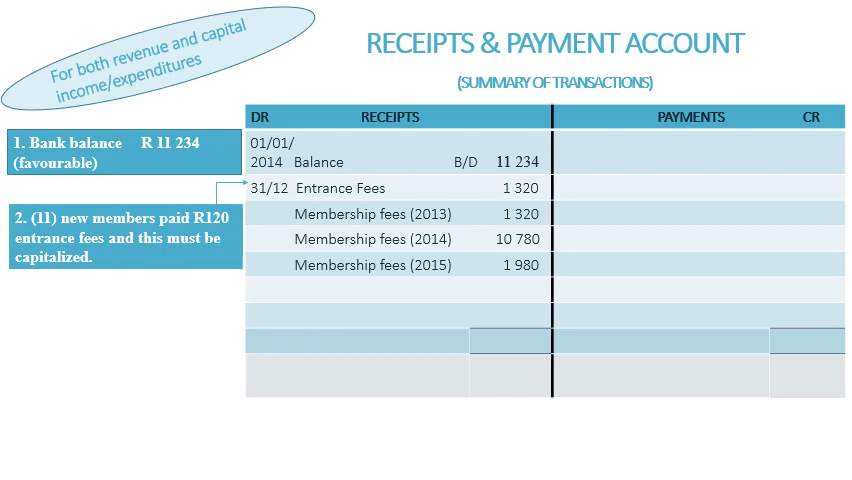 For both revenue and capital
income/expenditures
RECEIPTS & PAYMENT ACCOUNT
(SUMMARY OF TRANSACTIONS)
DR RECEIPTS PAYMENTS CR
1. Bank balance R 11 234
(favourable)
01/01/
2014 Balance B/D 11 234
31/12 Entrance Fees 1 320
2. (11) new members paid R120
entrance fees and this must be
capitalized.
Membership fees (2013) 1 320
Membership fees (2014) 10 780
Membership fees (2015) 1 980